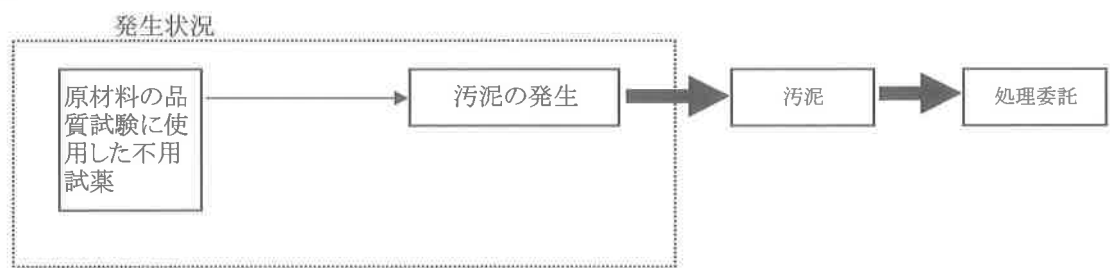 発生状況
原材料の品
質試験に使
用した不用
試薬
汚泥の発生
汚泥
処理委託